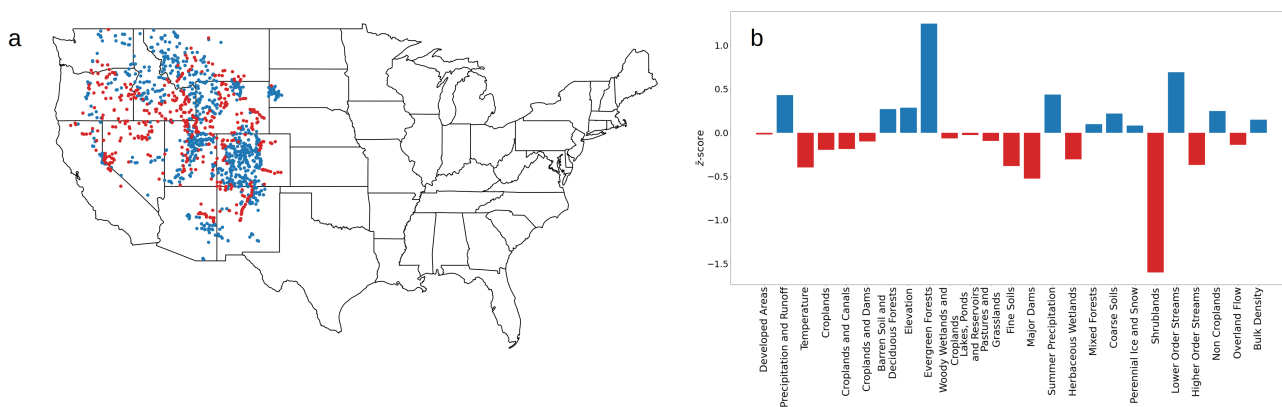 a
b
1.0
0.5
0.0
−0.5
−1.0
−1.5
z-score
Developed Areas
Precipitation and Runoff
Temperature
Croplands
Croplands and Canals
Croplands and Dams
Barren Soil and
Deciduous Forests
Elevation
Evergreen Forests
Woody Wetlands and
Croplands
Lakes, Ponds
and Reservoirs
Pastures and
Grasslands
Fine Soils
Major Dams
Summer Precipitation
Herbaceous Wetlands
Mixed Forests
Coarse Soils
Perennial Ice and Snow
Shrublands
Lower Order Streams
Higher Order Streams
Non Croplands
Overland Flow
Bulk Density